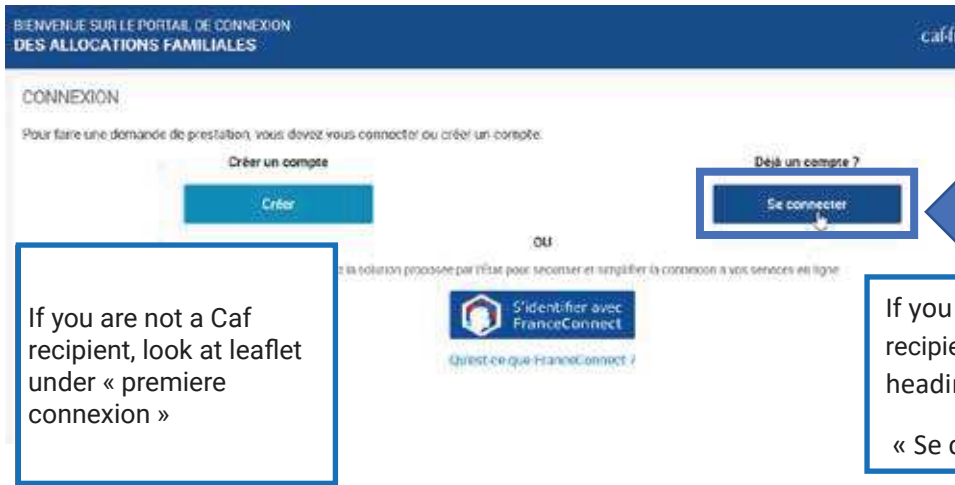 BIENVENUE SUR LE PORTAIL DE CONNEXION
DES ALLOCATIONS FAMILIALES
CONNEXION
Pour faire une demande de prestation, vous devez vous connecter ou créer un compte.
Créer un compte
Déjà un compte ?
Créer
Se connecter
OU
la solution proposée par l'État pour sécuriser et simplifier la connexion à vos services en ligne
S'identifier avec
FranceConnect
Qu'est-ce que FranceConnect ?
If you are not a Caf
recipient, look at leaflet
under « premiere
connexion »
If you
« Se